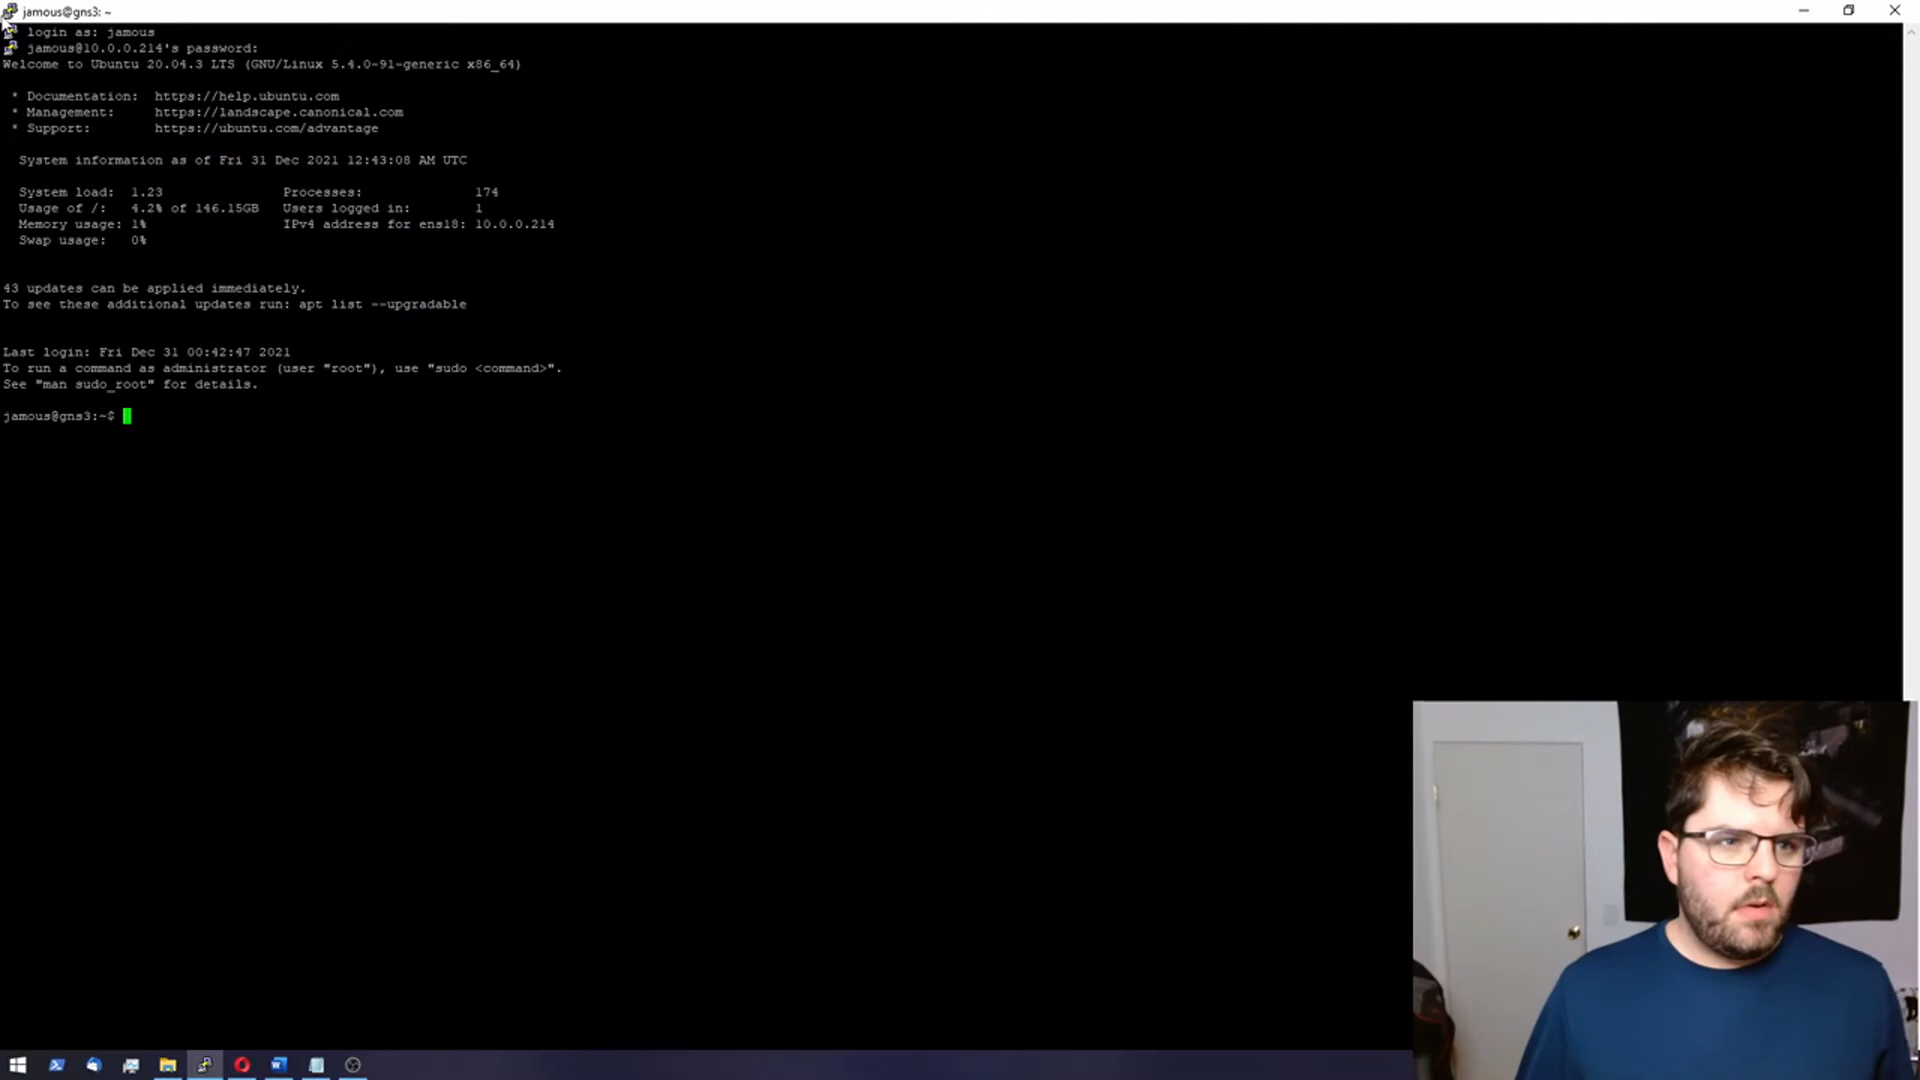 jamous@gns3: ~
login as: jamous
jamous@10.0.0.214's password:
Welcome to Ubuntu 20.04.3 LTS (GNU/Linux 5.4.0-91-generic x86_64)
* Documentation: https://help.ubuntu.com
* Management: https://landscape.canonical.com
* Support: https://ubuntu.com/advantage
System information as of Fri 31 Dec 2021 12:43:08 AM UTC
System load: 1.23 Processes: 174
Usage of /: 4.2% of 146.15GB Users logged in: 1
Memory usage: 1% IPv4 address for ens18: 10.0.0.214
Swap usage: 0%
43 updates can be applied immediately.
To see these additional updates run: apt list --upgradable
Last login: Fri Dec 31 00:42:47 2021
To run a command as administrator (user "root"), use "sudo <command>".
See "man sudo_root" for details.
jamous@gns3:~$